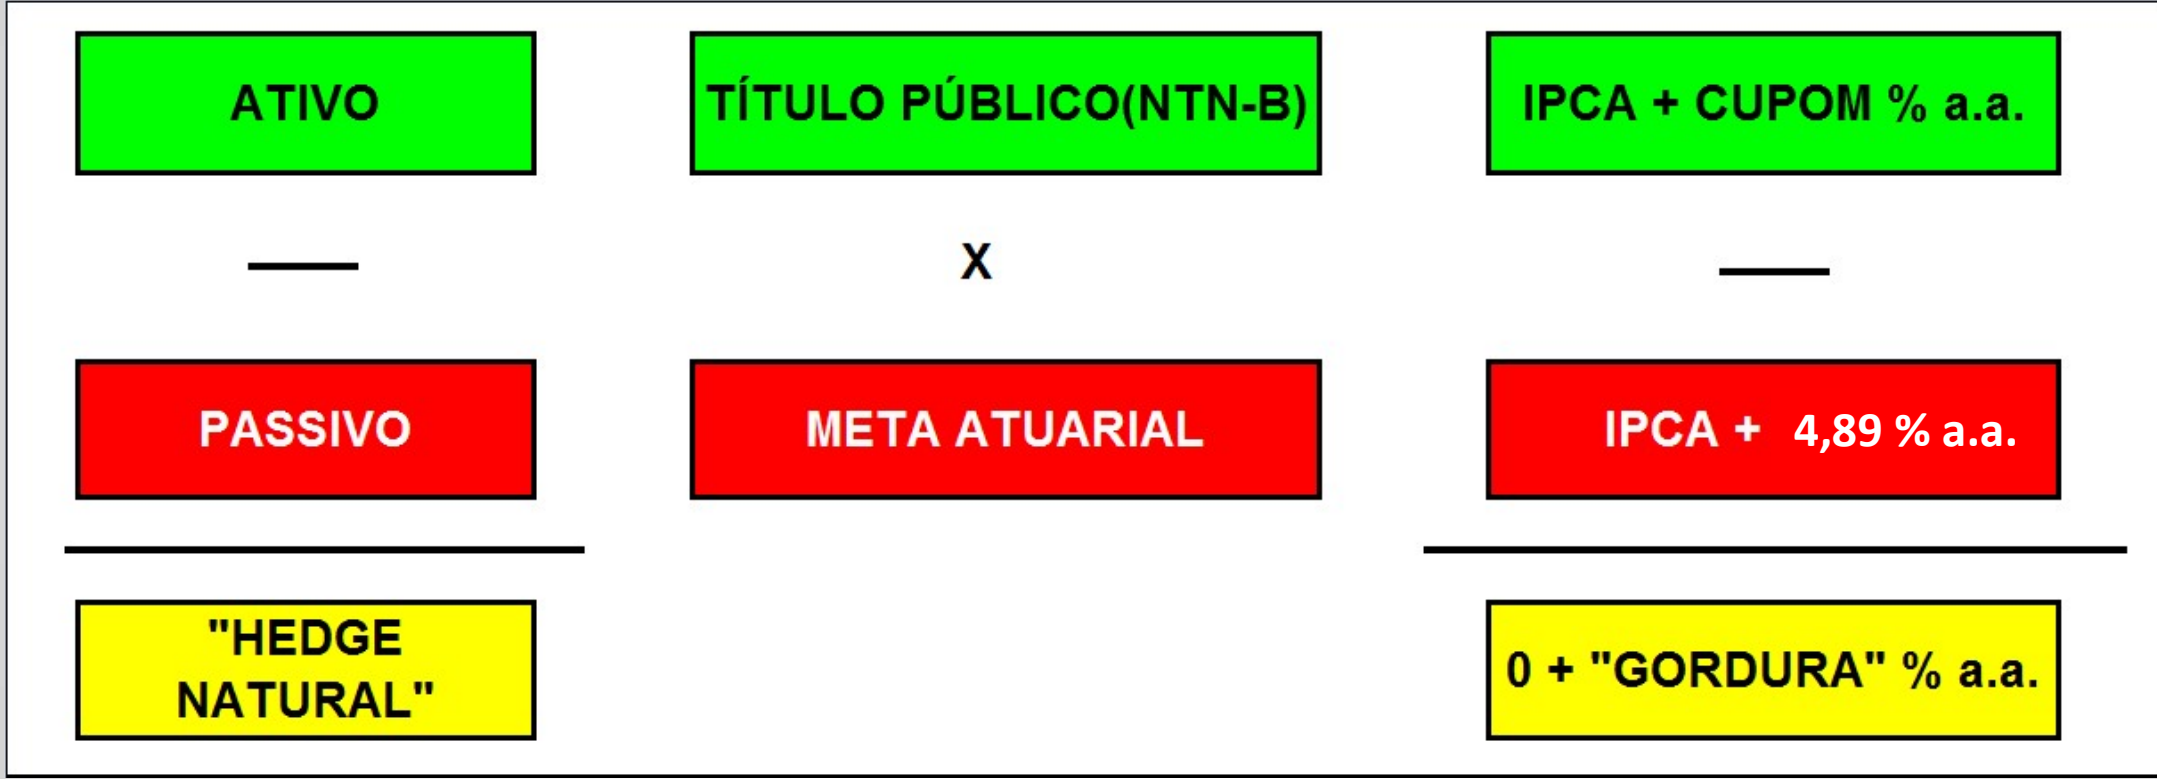 ATIVO
TÍTULO PÚBLICO(NTN-B)
IPCA + CUPOM % a.a.
X
PASSIVO
META ATUARIAL
IPCA + 4,89 % a.a.
"HEDGE
NATURAL"
0 + "GORDURA" % a.a.